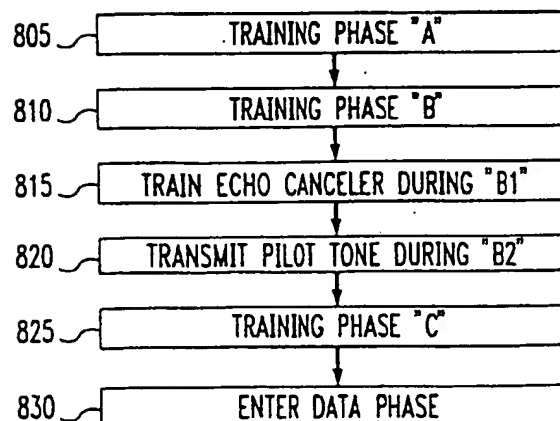 805 TRAINING PHASE "A"
810 TRAINING PHASE "B"
815 TRAIN ECHO CANCELER DURING "B1"
820 TRANSMIT PILOT TONE DURING "B2"
825 TRAINING PHASE "C"
830 ENTER DATA PHASE